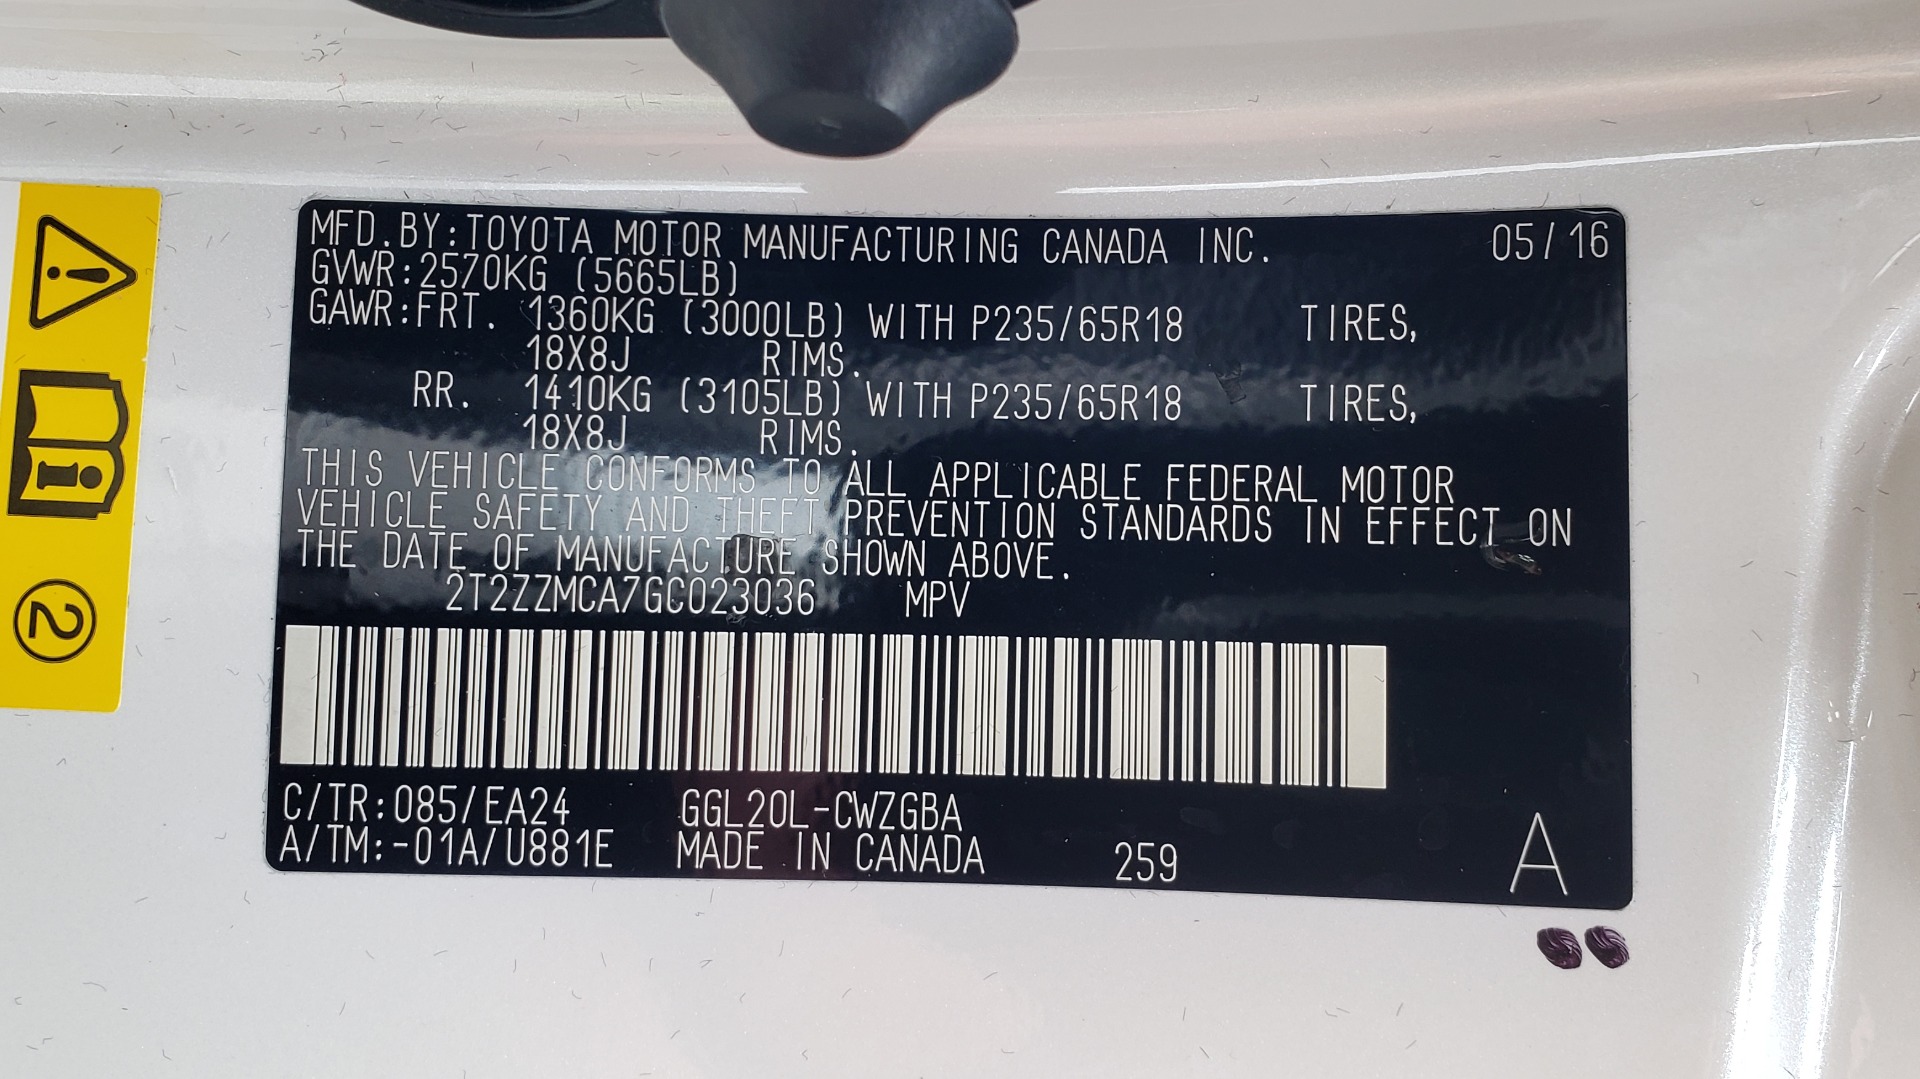 MFD.BY:TOYOTA MOTOR MANUFACTURING CANADA INC. 05/16
GVWR:2570KG (5665LB)
GAWR:FRT. 1360KG (3000LB) WITH P235/65R18 TIRES,
18X8J RIMS.
RR. 1410KG (3105LB) WITH P235/65R18 TIRES,
18X8J RIMS.
THIS VEHICLE CONFORMS TO ALL APPLICABLE FEDERAL MOTOR
VEHICLE SAFETY AND THEFT PREVENTION STANDARDS IN EFFECT ON
THE DATE OF MANUFACTURE SHOWN ABOVE.
2T2ZZMCA7GC023036 MPV
C/TR:085/EA24 GGL20L-CWZGBA
A/TM:-01A/U881E MADE IN CANADA 259 A
2